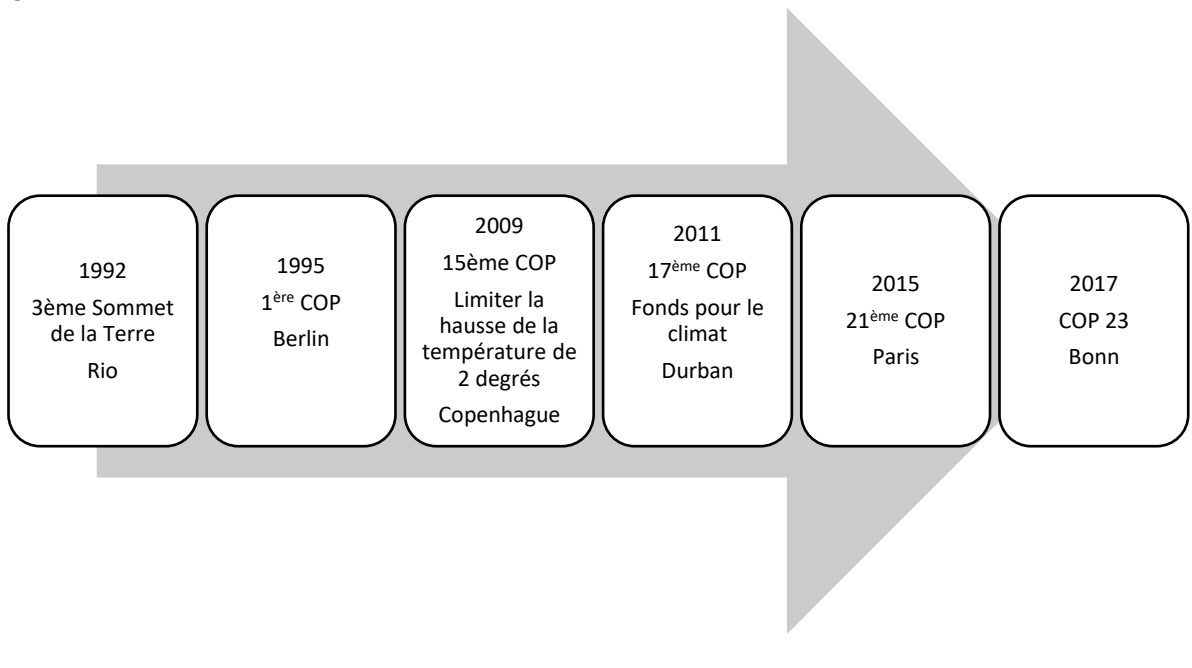 1992
3ème Sommet
de la Terre
Rio
1995
1ère COP
Berlin
2009
15ème COP
Limiter la
hausse de la
température de
2 degrés
Copenhague
2011
17ème COP
Fonds pour le
climat
Durban
2015
21ème COP
Paris
2017
COP 23
Bonn